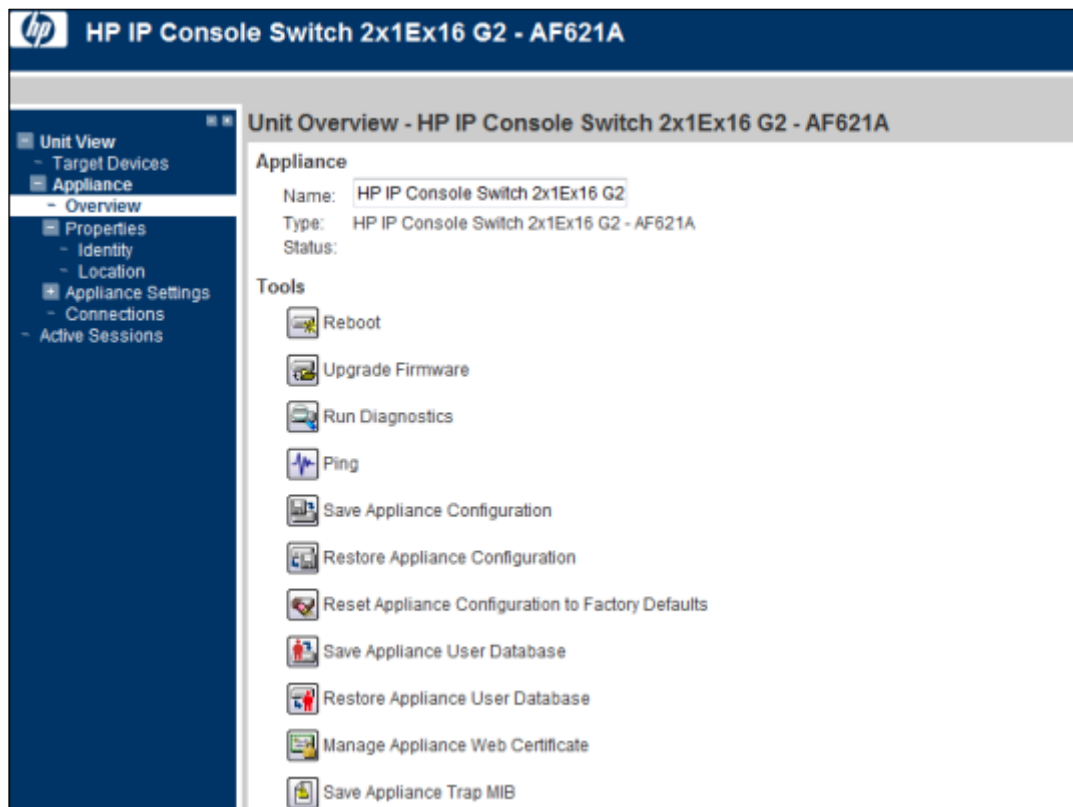 hp
HP IP Console Switch 2x1Ex16 G2 - AF621A
Unit View
Target Devices
Appliance
Overview
Properties
Identity
Location
Appliance Settings
Connections
Active Sessions
Unit Overview - HP IP Console Switch 2x1Ex16 G2 - AF621A
Appliance
Name: HP IP Console Switch 2x1Ex16 G2
Type: HP IP Console Switch 2x1Ex16 G2 - AF621A
Status:
Tools
Reboot
Upgrade Firmware
Run Diagnostics
Ping
Save Appliance Configuration
Restore Appliance Configuration
Reset Appliance Configuration to Factory Defaults
Save Appliance User Database
Restore Appliance User Database
Manage Appliance Web Certificate
Save Appliance Trap MIB